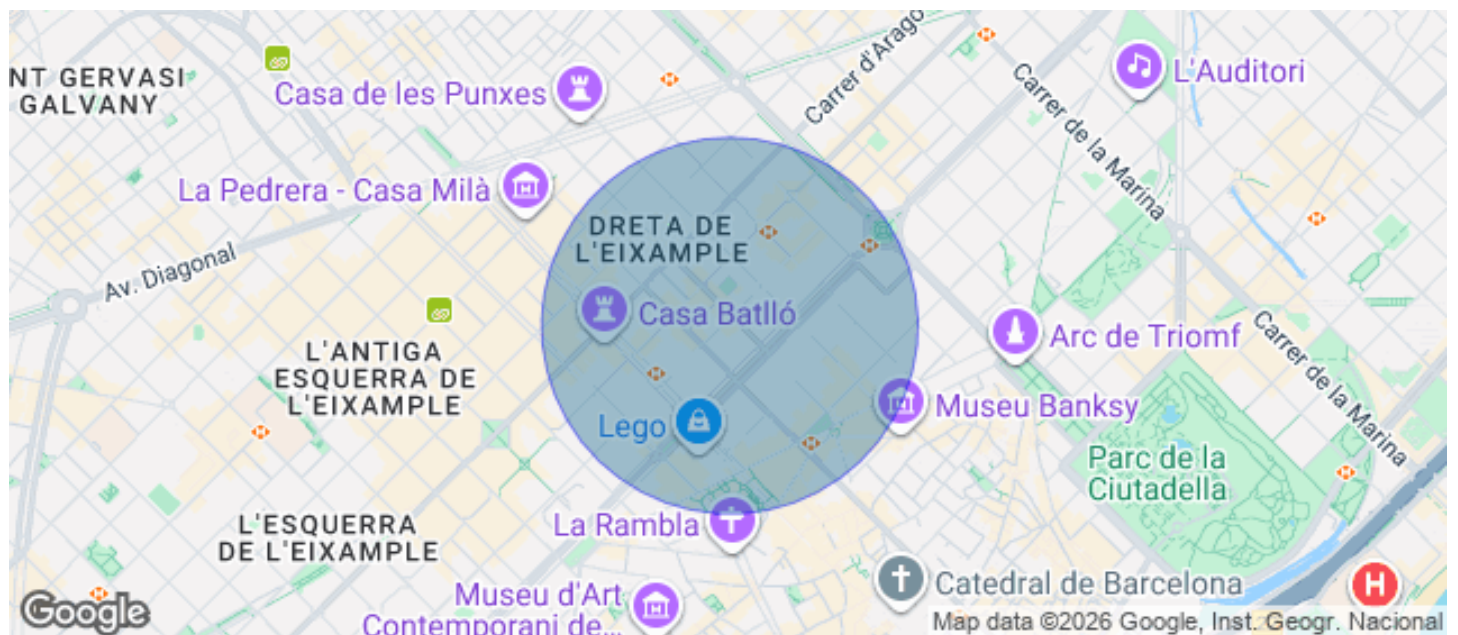 NT GERVASI
GALVANY
Casa de les Punxes
Carrer d'Arago
L'Auditori
Carrer de la Marina
La Pedrera - Casa Milà
DRETA DE
L'EIXAMPLE
Av. Diagonal
Casa Batlló
Arc de Triomf
Carrer de la Marina
L'ANTIGA
ESQUERRA DE
L'EIXAMPLE
Lego
Museu Banksy
Parc de la
Ciutadella
L'ESQUERRA
DE L'EIXAMPLE
La Rambla
Catedral de Barcelona
H
Museu d'Art
Contemporani de...
Google
Map data ©2026 Google, Inst. Geogr. Nacional